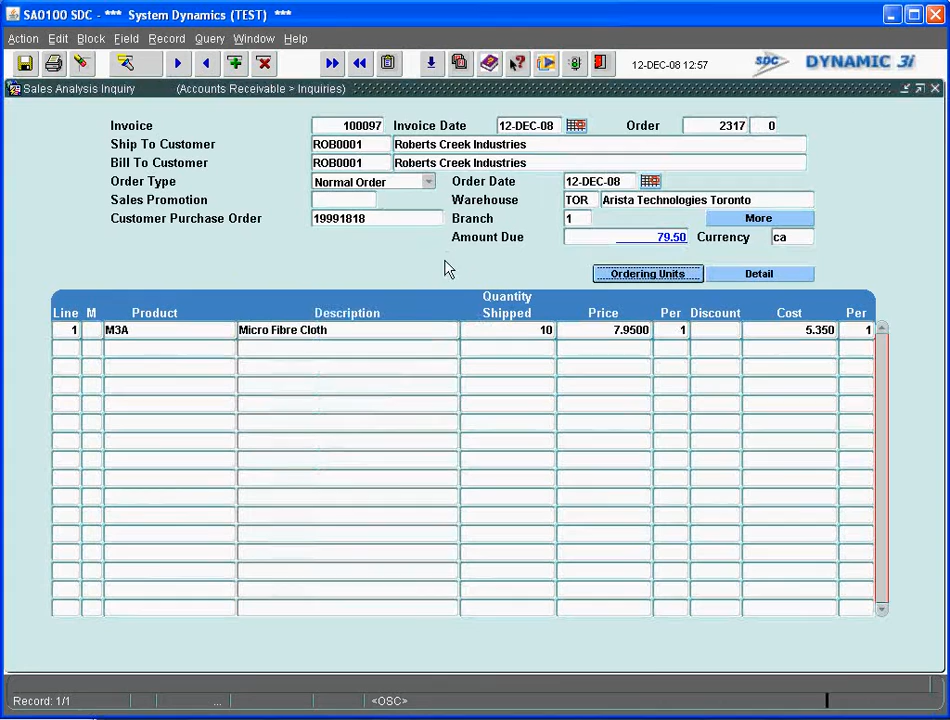 SA0100 SDC - *** System Dynamics (TEST) ***
Action Edit Block Field Record Query Window Help
12-DEC-08 12:57 SDC DYNAMIC 3i
Sales Analysis Inquiry (Accounts Receivable > Inquiries)
Invoice 100097 Invoice Date 12-DEC-08 Order 2317 0
Ship To Customer ROB0001 Roberts Creek Industries
Bill To Customer ROB0001 Roberts Creek Industries
Order Type Normal Order Order Date 12-DEC-08
Sales Promotion Warehouse TOR Arista Technologies Toronto
Customer Purchase Order 19991818 Branch 1 More
Amount Due 79.50 Currency ca
Ordering Units Detail
Quantity
Line M Product Description Shipped Price Per Discount Cost Per
1 M3A Micro Fibre Cloth 10 7.9500 1 5.350 1
Record: 1/1 ... <OSC>